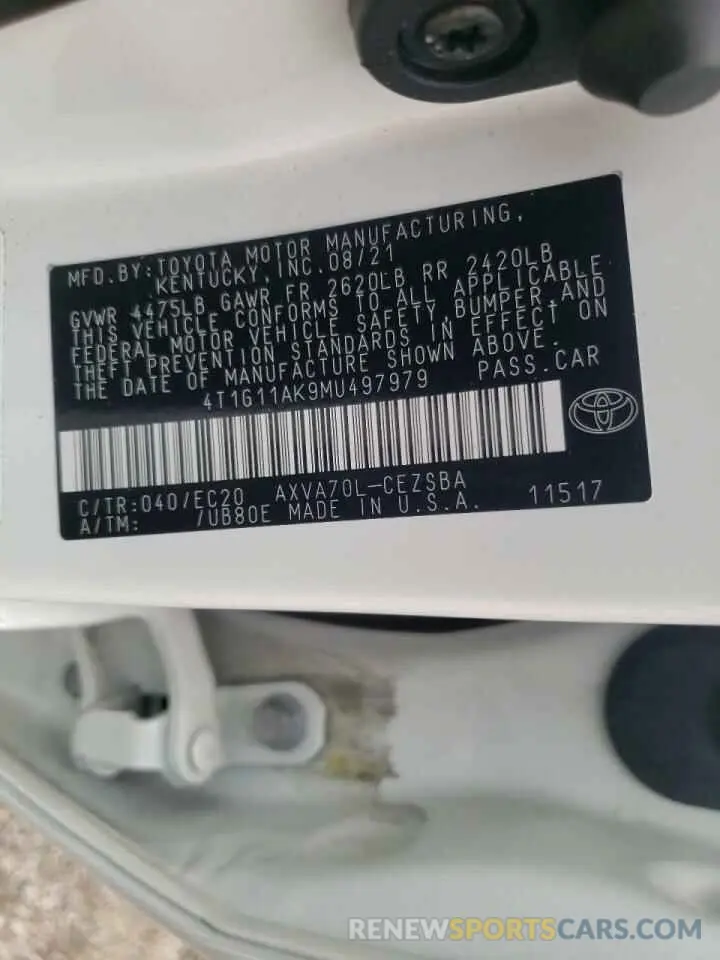 MFD.BY:TOYOTA MOTOR MANUFACTURING,
KENTUCKY, INC.08/21
GVWR 4475LB GAWR FR 2620LB RR 2420LB
THIS VEHICLE CONFORMS TO ALL APPLICABLE
FEDERAL MOTOR VEHICLE SAFETY,BUMPER,AND
THEFT PREVENTION STANDARDS IN EFFECT ON
THE DATE OF MANUFACTURE SHOWN ABOVE.
4T1G11AK9MU497979 PASS.CAR
C/TR:040/EC20 AXVA70L-CEZSBA
A/TM: /UB80E MADE IN U.S.A. 11517
RENEWSPORTSCARS.COM